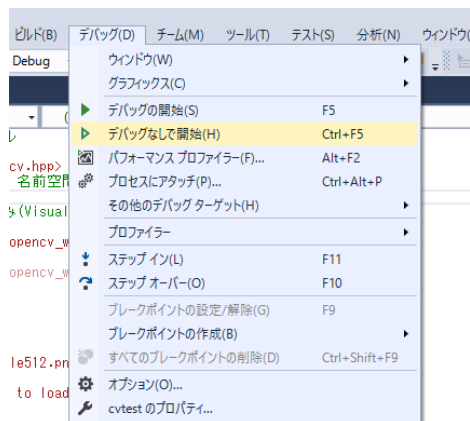 ビルド(B) デバッグ(D) チーム(M) ツール(T) テスト(S) 分析(N) ウィンドウ(
Debug
ウィンドウ(W)
グラフィックス(C)
デバッグの開始(S) F5
デバッグなしで開始(H) Ctrl+F5
cv.hpp> パフォーマンス プロファイラー(F)... Alt+F2
名前空間 プロセスにアタッチ(P)... Ctrl+Alt+P
その他のデバッグ ターゲット(H)
み(Visual
プロファイラー
opencv_w
ステップ イン(L) F11
opencv_w ステップ オーバー(O) F10
ブレークポイントの設定/解除(G) F9
ブレークポイントの作成(B)
le512.pn すべてのブレークポイントの削除(D) Ctrl+Shift+F9
オプション(O)...
to load
cvtest のプロパティ...